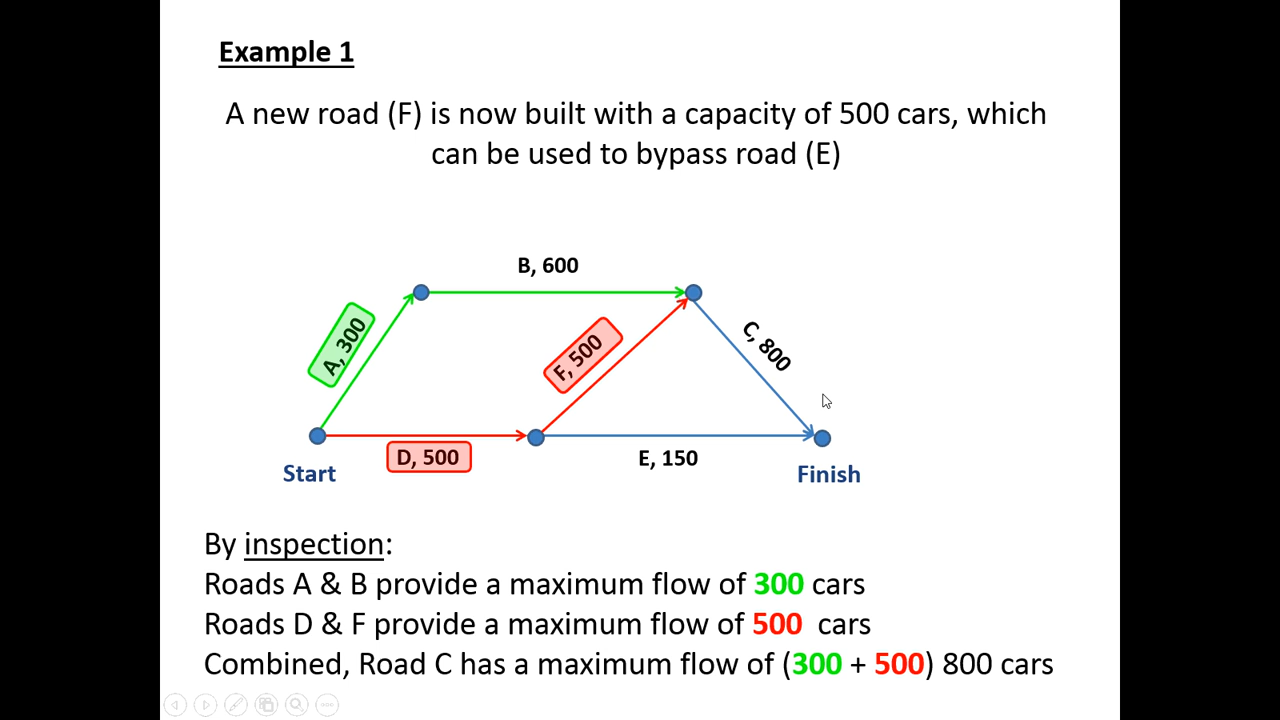 Example 1
A new road (F) is now built with a capacity of 500 cars, which
can be used to bypass road (E)
B, 600
A, 300
F, 500
C, 800
D, 500
E, 150
Start
Finish
By inspection:
Roads A & B provide a maximum flow of 300 cars
Roads D & F provide a maximum flow of 500 cars
Combined, Road C has a maximum flow of (300 + 500) 800 cars